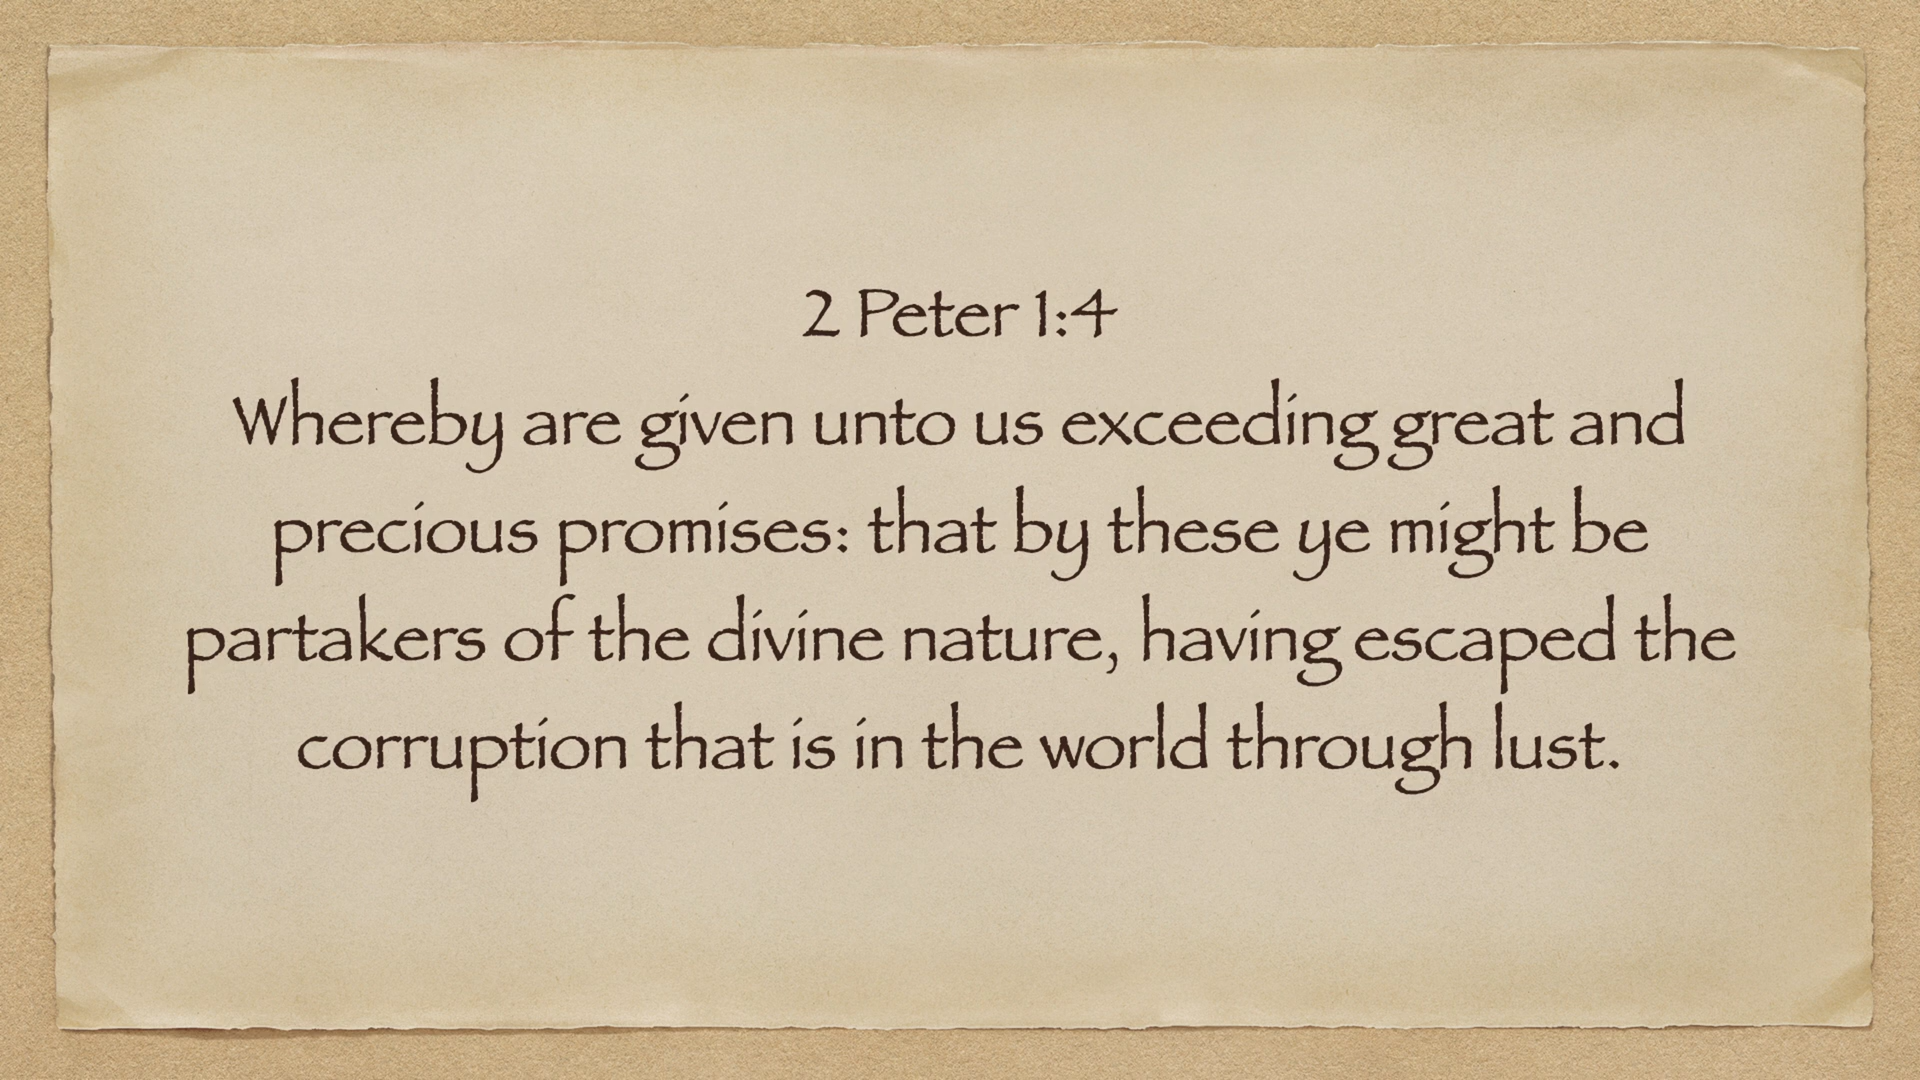 2 Peter 1:4
Whereby are given unto us exceeding great and
precious promises: that by these ye might be
partakers of the divine nature, having escaped the
corruption that is in the world through lust.